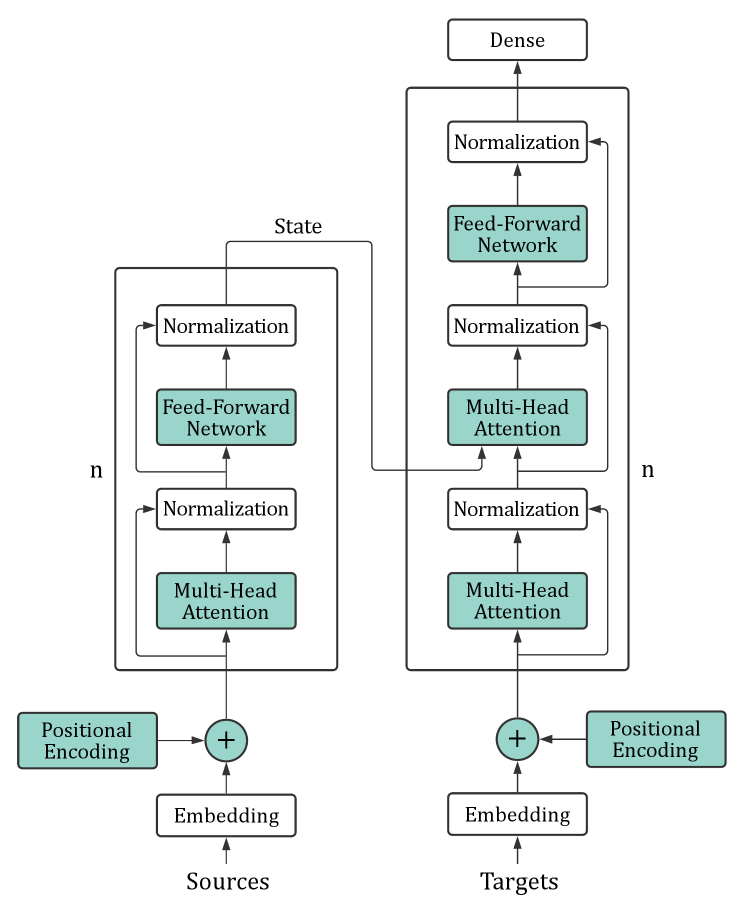 Dense
Normalization
Feed-Forward
Network
State
Normalization
Normalization
Feed-Forward
Network
Multi-Head
Attention
n
n
Normalization
Normalization
Multi-Head
Attention
Multi-Head
Attention
Positional
Encoding
+
+
Positional
Encoding
Embedding
Embedding
Sources
Targets